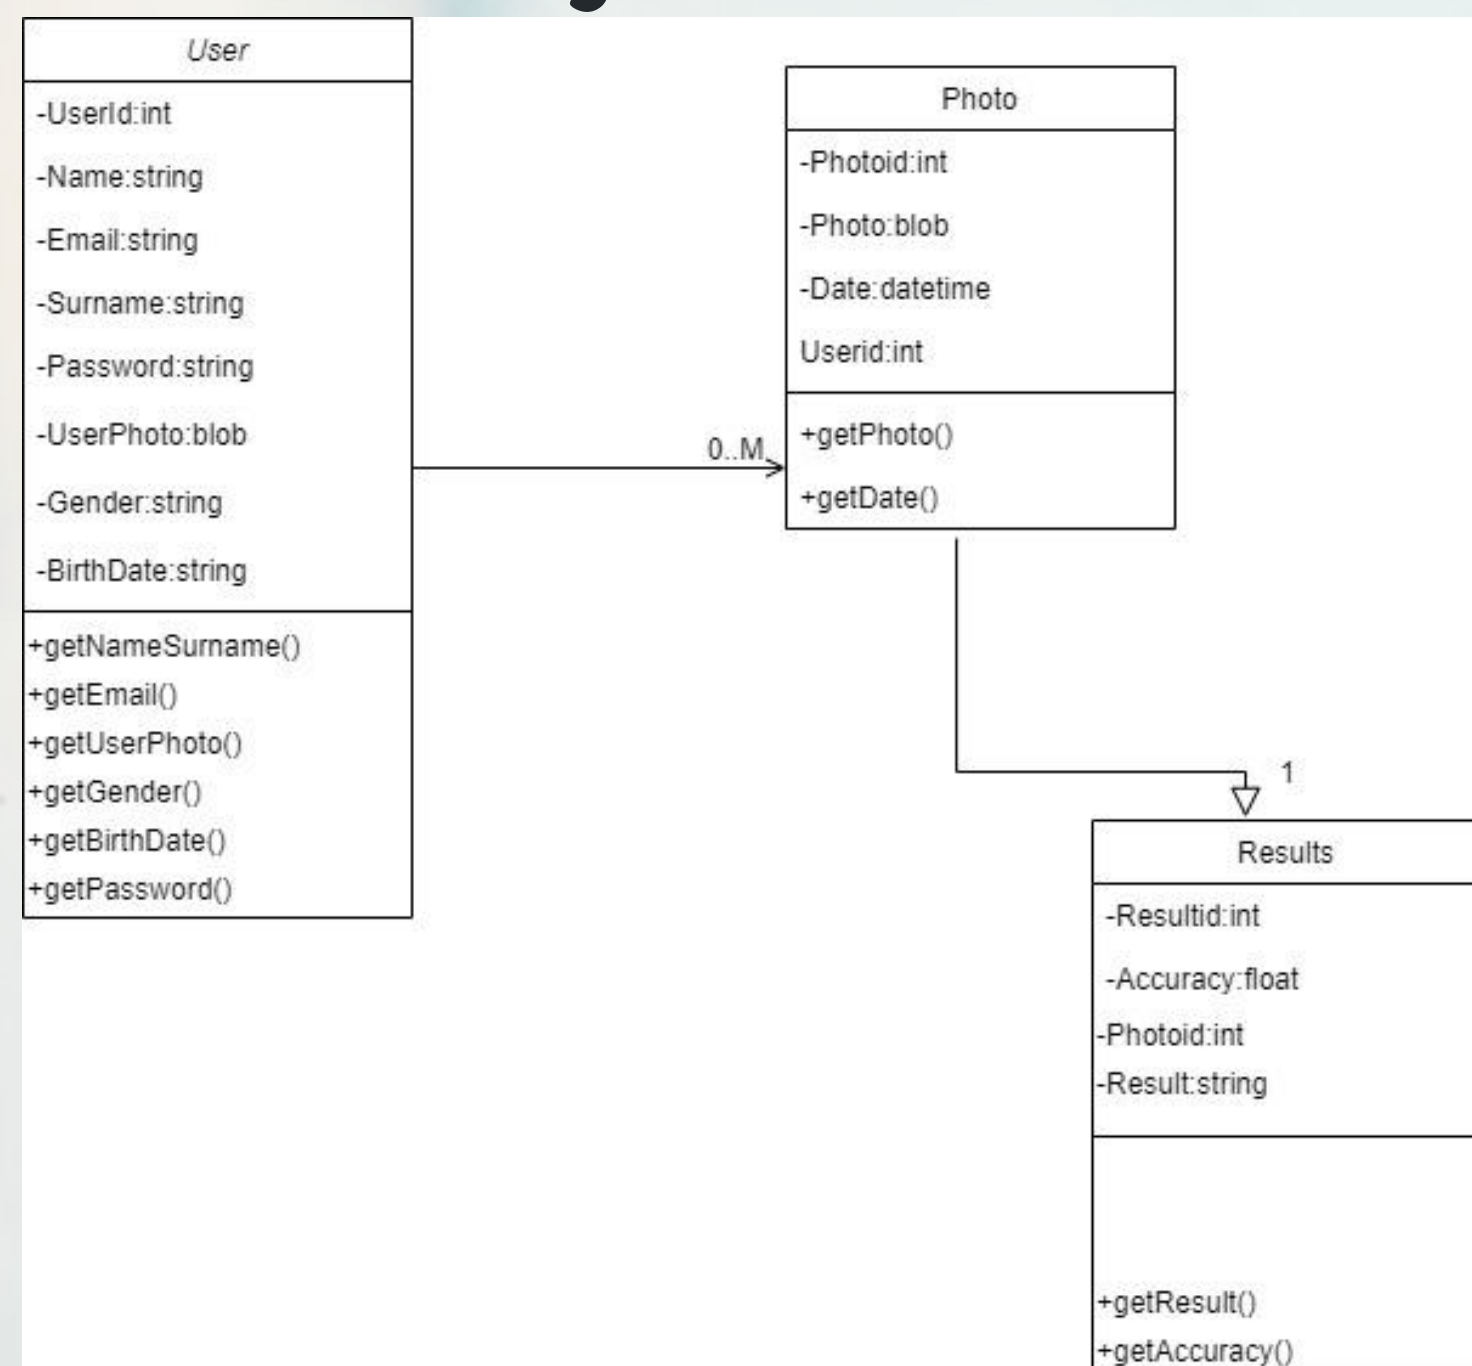 User
-UserId:int
-Name:string
-Email:string
-Surname:string
-Password:string
-UserPhoto:blob
-Gender:string
-BirthDate:string
+getNameSurname()
+getEmail()
+getUserPhoto()
+getGender()
+getBirthDate()
+getPassword()
0..M
Photo
-Photoid:int
-Photo:blob
-Date:datetime
Userid:int
+getPhoto()
+getDate()
1
Results
-Resultid:int
-Accuracy:float
-Photoid:int
-Result:string
+getResult()
+getAccuracy()